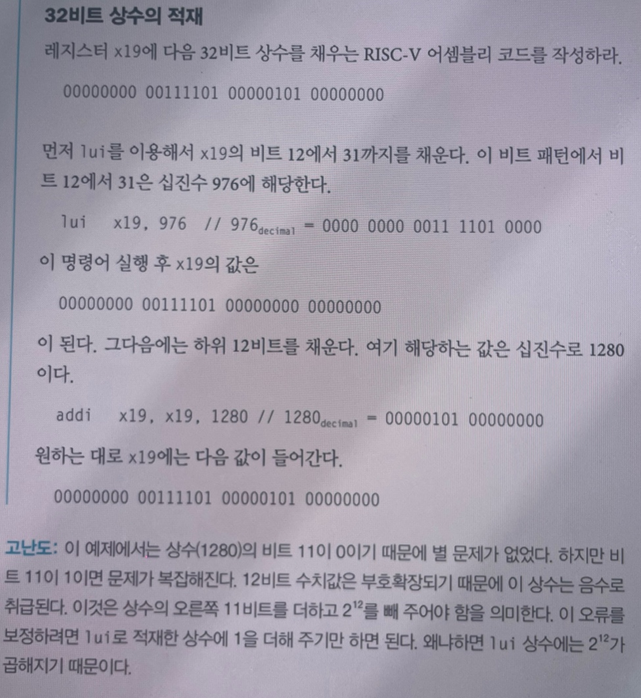 32비트 상수의 적재
레지스터 x19에 다음 32비트 상수를 채우는 RISC-V 어셈블리 코드를 작성하라.
00000000 00111101 00000101 00000000
먼저 lui를 이용해서 x19의 비트 12에서 31까지를 채운다. 이 비트 패턴에서 비
트 12에서 31은 십진수 976에 해당한다.
lui x19, 976 // 976decimal = 0000 0000 0011 1101 0000
이 명령어 실행 후 x19의 값은
00000000 00111101 00000000 00000000
이 된다. 그다음에는 하위 12비트를 채운다. 여기 해당하는 값은 십진수로 1280
이다.
addi x19, x19, 1280 // 1280decimal = 00000101 00000000
원하는 대로 x19에는 다음 값이 들어간다.
00000000 00111101 00000101 00000000
고난도: 이 예제에서는 상수(1280)의 비트 11이 0이기 때문에 별 문제가 없었다. 하지만 비
트 11이 1이면 문제가 복잡해진다. 12비트 수치값은 부호확장되기 때문에 이 상수는 음수로
취급된다. 이것은 상수의 오른쪽 11비트를 더하고 2¹²를 빼 주어야 함을 의미한다. 이 오류를
보정하려면 lui로 적재한 상수에 1을 더해 주기만 하면 된다. 왜냐하면 lui 상수에는 2¹²가
곱해지기 때문이다.